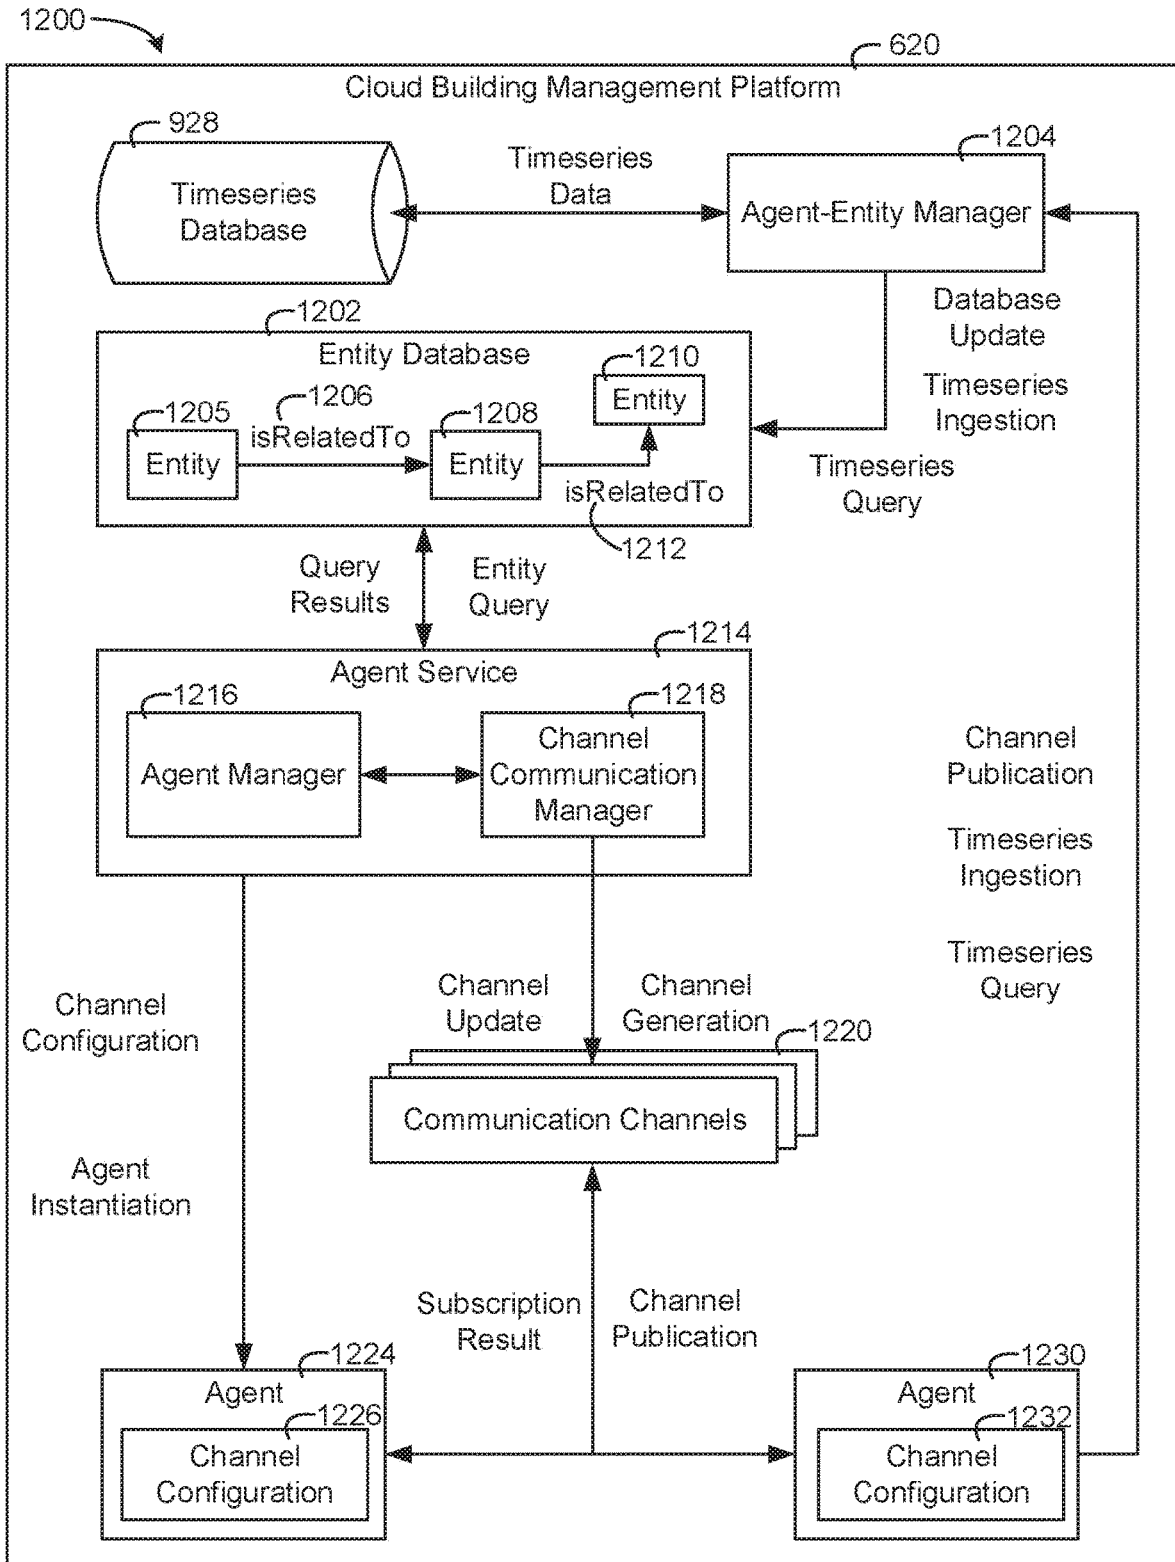 1200
620
Cloud Building Management Platform
928
Timeseries
Database
Timeseries
Data
1204
Agent-Entity Manager
Database
Update
Timeseries
Ingestion
Timeseries
Query
1202
Entity Database
1205
Entity
1206
isRelatedTo
1208
Entity
1210
Entity
isRelatedTo
1212
Query
Results
Entity
Query
1214
Agent Service
1216
Agent Manager
1218
Channel
Communication
Manager
Channel
Publication
Timeseries
Ingestion
Timeseries
Query
Channel
Configuration
Channel
Update
Channel
Generation
1220
Communication Channels
Agent
Instantiation
Subscription
Result
Channel
Publication
1224
Agent
1226
Channel
Configuration
1230
Agent
1232
Channel
Configuration